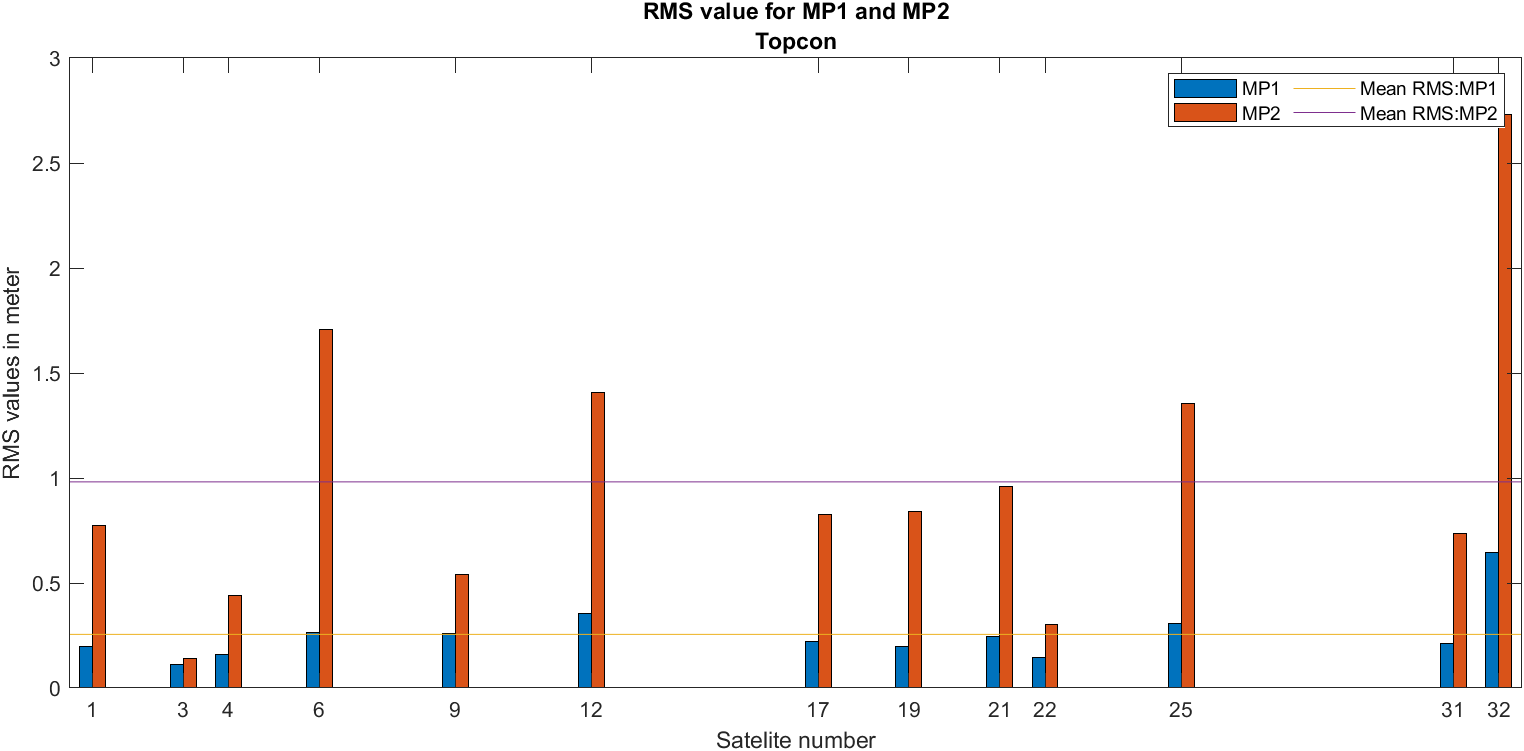 RMS value for MP1 and MP2
Topcon
MP1 Mean RMS:MP1
MP2 Mean RMS:MP2
3
2.5
2
1.5
1
0.5
0
RMS values in meter
1 3 4 6 9 12 17 19 21 22 25 31 32
Satelite number